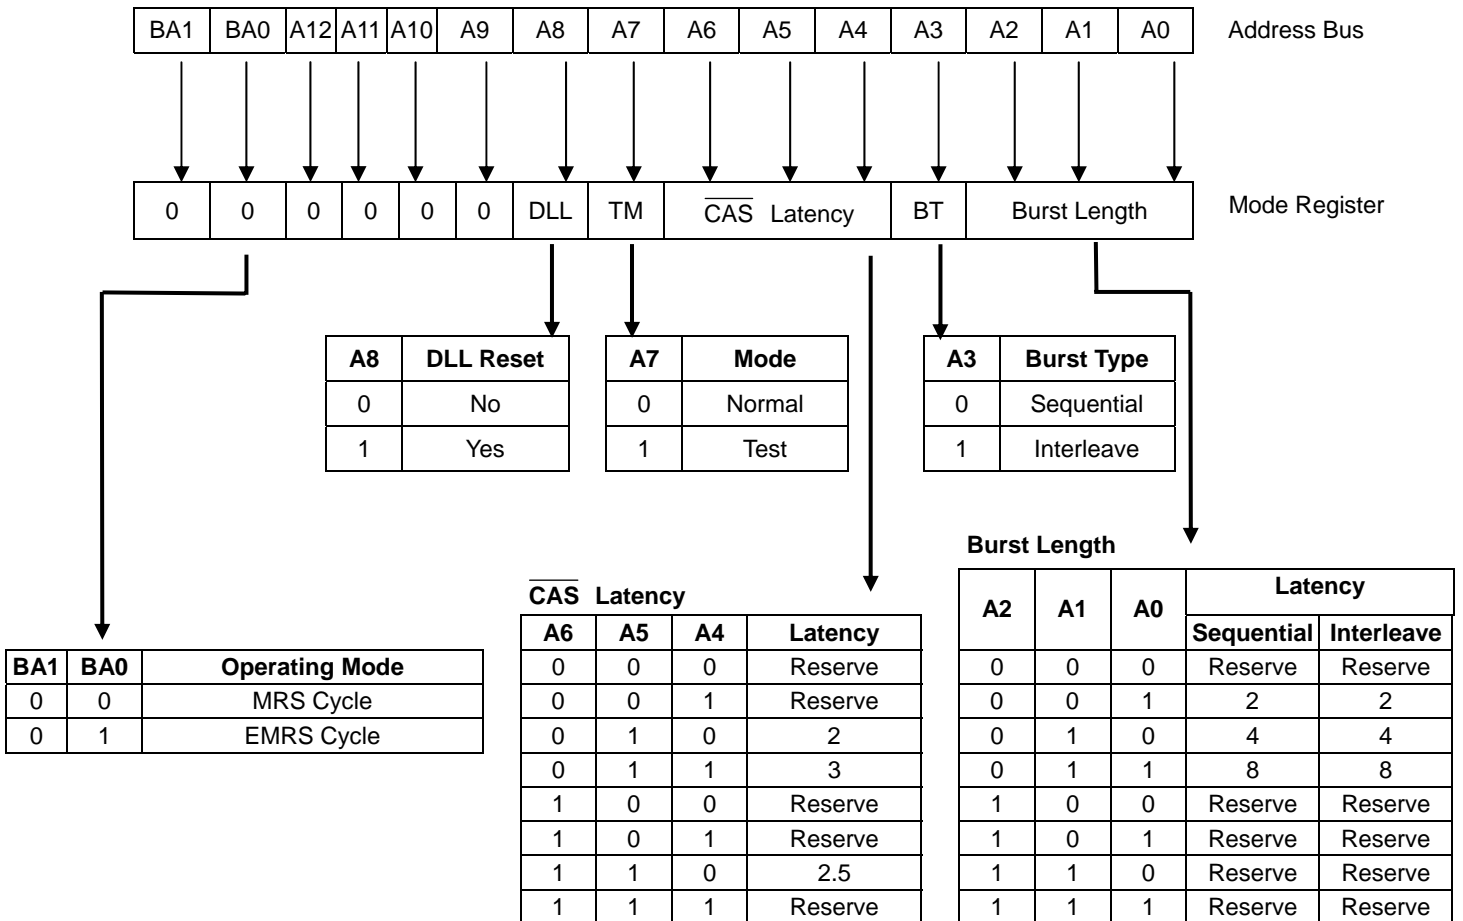 BA1 BA0 A12 A11 A10 A9 A8 A7 A6 A5 A4 A3 A2 A1 A0 Address Bus
0 0 0 0 0 0 DLL TM CAS Latency BT Burst Length Mode Register
A8 DLL Reset
0 No
1 Yes
A7 Mode
0 Normal
1 Test
A3 Burst Type
0 Sequential
1 Interleave
BA1 BA0 Operating Mode
0 0 MRS Cycle
0 1 EMRS Cycle
CAS Latency
A6 A5 A4 Latency
0 0 0 Reserve
0 0 1 Reserve
0 1 0 2
0 1 1 3
1 0 0 Reserve
1 0 1 Reserve
1 1 0 2.5
1 1 1 Reserve
Burst Length
A2 A1 A0 Latency
Sequential Interleave
0 0 0 Reserve Reserve
0 0 1 2 2
0 1 0 4 4
0 1 1 8 8
1 0 0 Reserve Reserve
1 0 1 Reserve Reserve
1 1 0 Reserve Reserve
1 1 1 Reserve Reserve